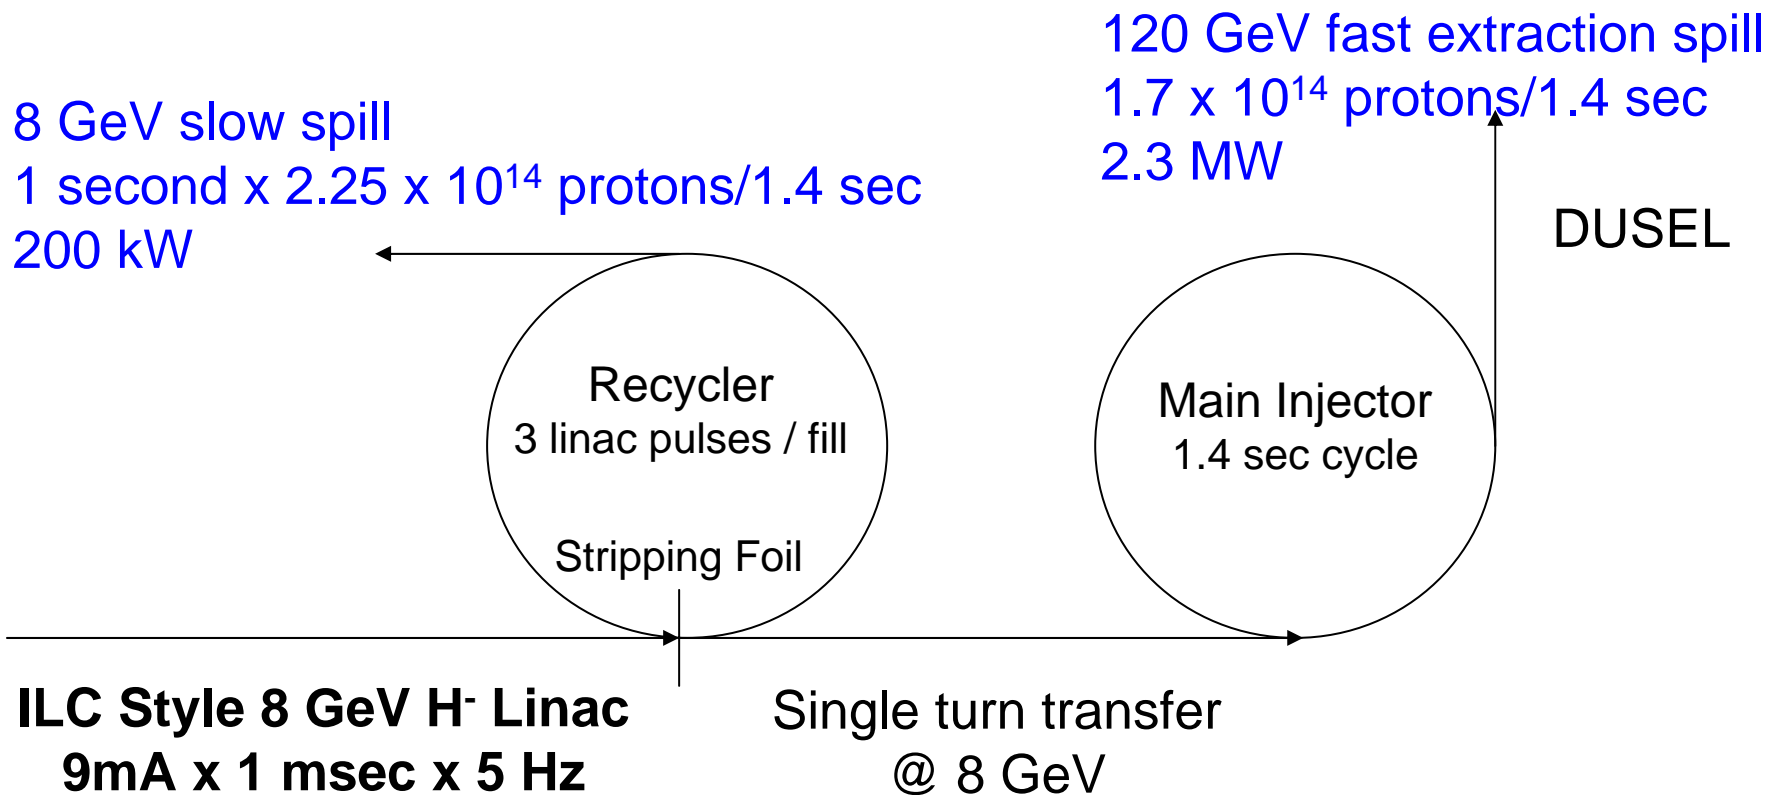 120 GeV fast extraction spill
1.7 x 10¹⁴ protons/1.4 sec
2.3 MW
8 GeV slow spill
1 second x 2.25 x 10¹⁴ protons/1.4 sec
200 kW
DUSEL
Recycler
3 linac pulses / fill
Main Injector
1.4 sec cycle
Stripping Foil
ILC Style 8 GeV H⁻ Linac
9mA x 1 msec x 5 Hz
Single turn transfer
@ 8 GeV